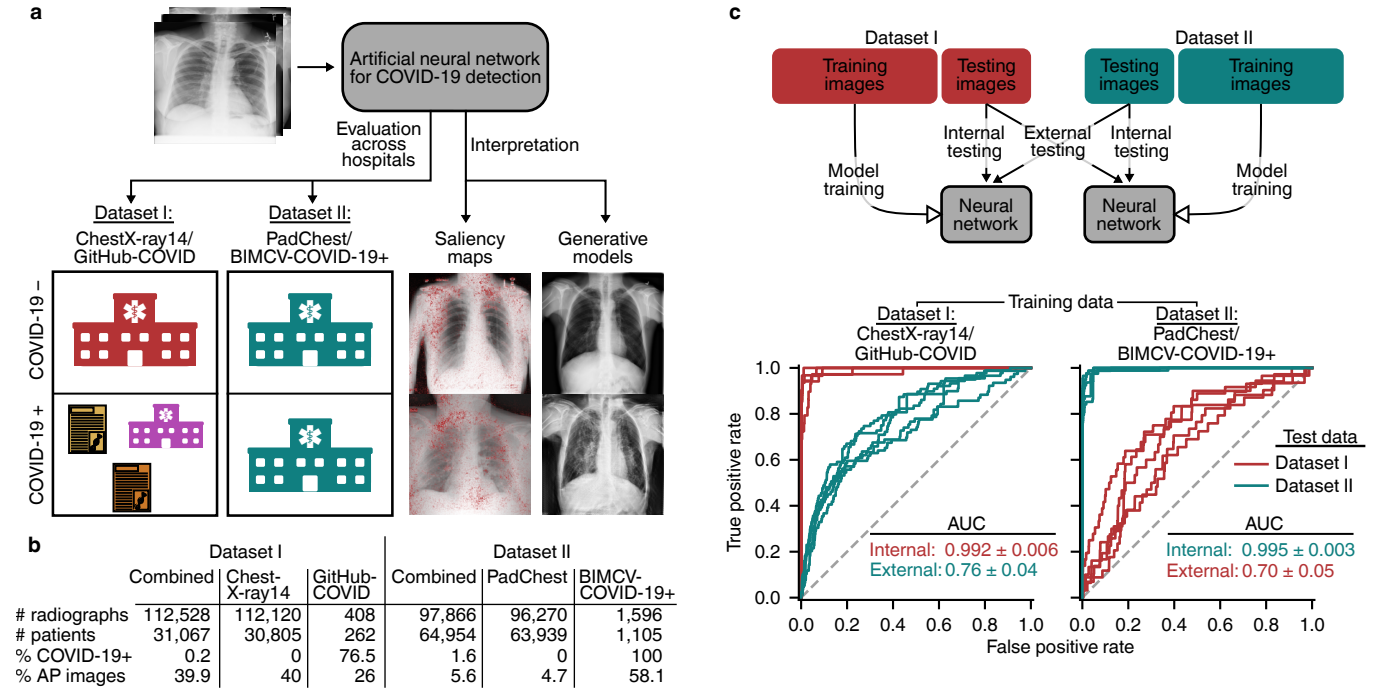 a
Artificial neural network
for COVID-19 detection
Evaluation
across
hospitals
Interpretation
Dataset I:
ChestX-ray14/
GitHub-COVID
Dataset II:
PadChest/
BIMCV-COVID-19+
Saliency
maps
Generative
models
COVID-19 −
COVID-19 +
b
Dataset I
Dataset II
Combined
Chest-
X-ray14
GitHub-
COVID
Combined
PadChest
BIMCV-
COVID-19+
# radiographs 112,528 112,120 408 97,866 96,270 1,596
# patients 31,067 30,805 262 64,954 63,939 1,105
% COVID-19+ 0.2 0 76.5 1.6 0 100
% AP images 39.9 40 26 5.6 4.7 58.1
c
Dataset I
Dataset II
Training
images
Testing
images
Testing
images
Training
images
Internal
testing
External
testing
Internal
testing
Model
training
Model
training
Neural
network
Neural
network
Training data
Dataset I:
ChestX-ray14/
GitHub-COVID
Dataset II:
PadChest/
BIMCV-COVID-19+
True positive rate
1.0
0.8
0.6
0.4
0.2
0.0
AUC
Internal: 0.992 ± 0.006
External: 0.76 ± 0.04
AUC
Internal: 0.995 ± 0.003
External: 0.70 ± 0.05
Test data
Dataset I
Dataset II
0.0 0.2 0.4 0.6 0.8 1.0
0.0 0.2 0.4 0.6 0.8 1.0
False positive rate